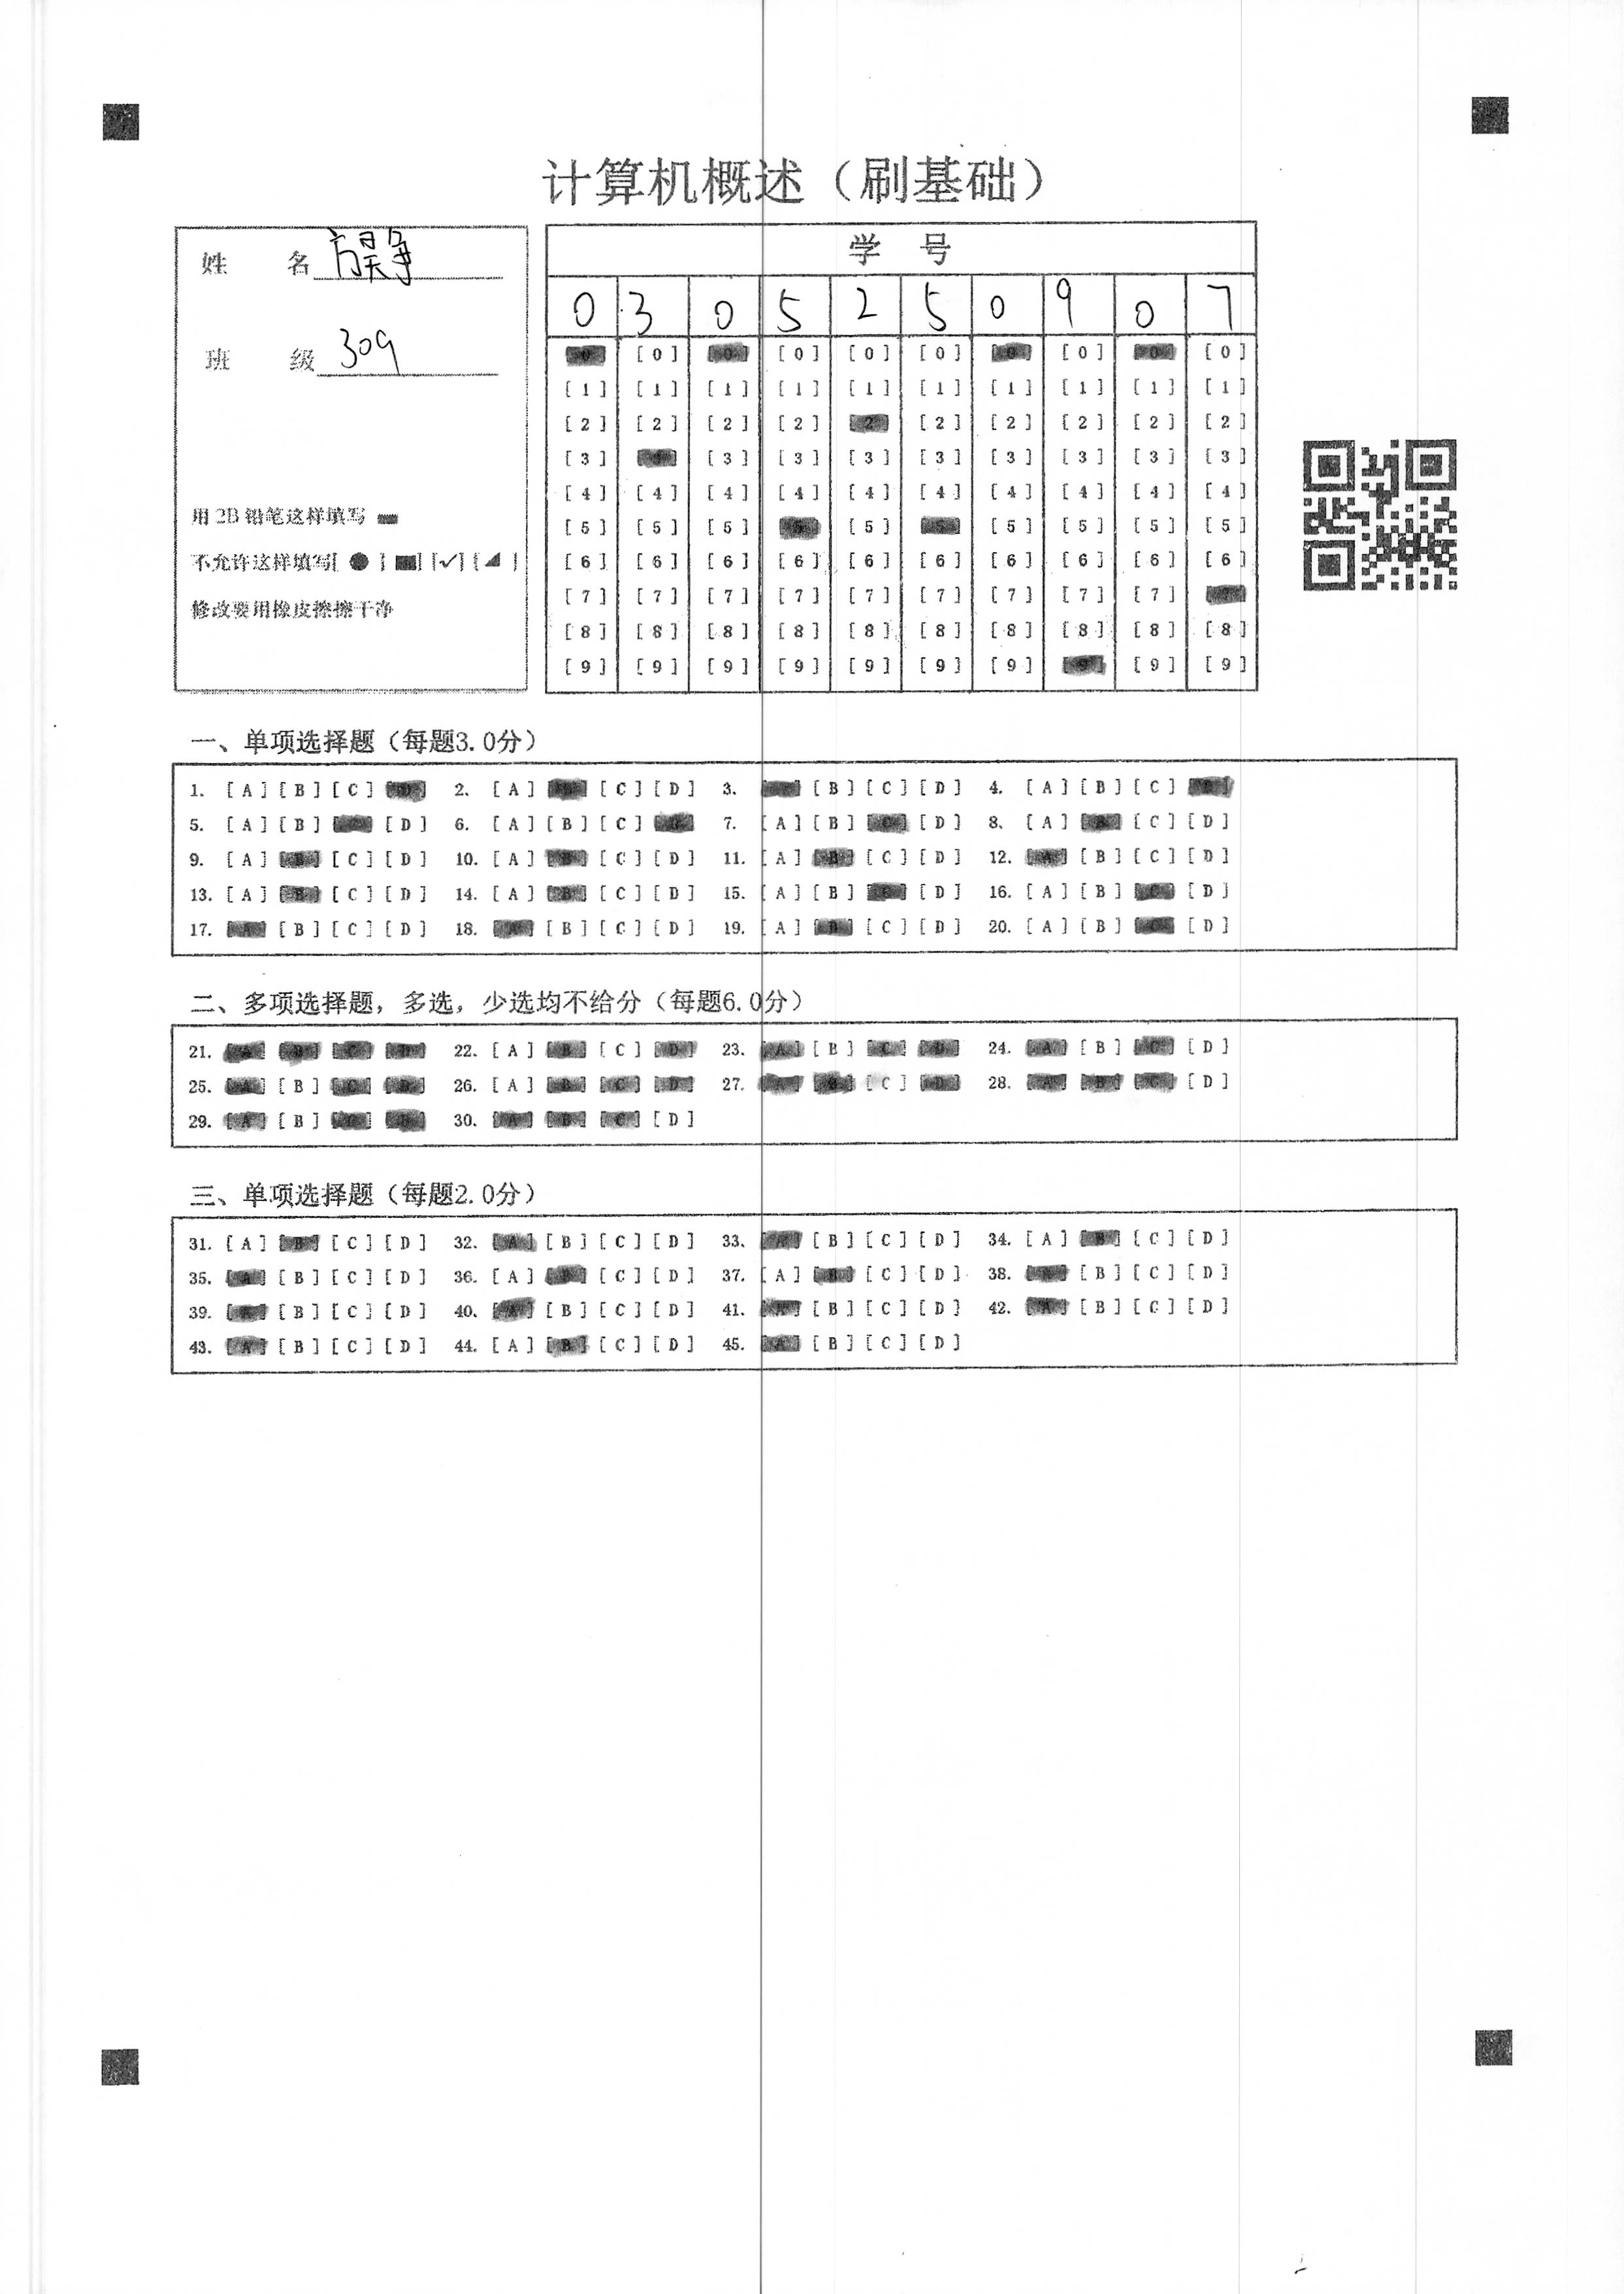 计算机概述（刷基础）
姓 名 方昊净
班 级 309
用 2B 铅笔这样填写
不允许这样填写[ ● ] [■] [✓] [◢ ]
修改要用橡皮擦擦干净
学 号
0 3 0 5 2 5 0 9 0 7
[0] [0] [0] [0] [0] [0] [0] [0] [0] [0]
[1] [1] [1] [1] [1] [1] [1] [1] [1] [1]
[2] [2] [2] [2] [2] [2] [2] [2] [2] [2]
[3] [3] [3] [3] [3] [3] [3] [3] [3]
[4] [4] [4] [4] [4] [4] [4] [4] [4] [4]
[5] [5] [5] [5] [5] [5] [5] [5] [5]
[6] [6] [6] [6] [6] [6] [6] [6] [6] [6]
[7] [7] [7] [7] [7] [7] [7] [7] [7]
[8] [8] [8] [8] [8] [8] [8] [8] [8] [8]
[9] [9] [9] [9] [9] [9] [9] [9] [9] [9]
一、单项选择题（每题3.0分）
1. [A] [B] [C] 2. [A] [C] [D] 3. [B] [C] [D] 4. [A] [B] [C]
5. [A] [B] [D] 6. [A] [B] [C] 7. [A] [B] [D] 8. [A] [C] [D]
9. [A] [C] [D] 10. [A] [C] [D] 11. [A] [C] [D] 12. [B] [C] [D]
13. [A] [C] [D] 14. [A] [C] [D] 15. [A] [B] [D] 16. [A] [B] [D]
17. [B] [C] [D] 18. [B] [C] [D] 19. [A] [C] [D] 20. [A] [B] [D]
二、多项选择题，多选，少选均不给分（每题6.0分）
21. [A] [B] [C] [D] 22. [A] [B] [C] [D] 23. [A] [B] [C] [D] 24. [A] [B] [C] [D]
25. [A] [B] [C] [D] 26. [A] [B] [C] [D] 27. [A] [B] [C] [D] 28. [A] [B] [C] [D]
29. [A] [B] [C] [D] 30. [A] [B] [C] [D]
三、单项选择题（每题2.0分）
31. [A] [B] [C] [D] 32. [A] [B] [C] [D] 33. [A] [B] [C] [D] 34. [A] [B] [C] [D]
35. [A] [B] [C] [D] 36. [A] [B] [C] [D] 37. [A] [B] [C] [D] 38. [A] [B] [C] [D]
39. [A] [B] [C] [D] 40. [A] [B] [C] [D] 41. [A] [B] [C] [D] 42. [A] [B] [C] [D]
43. [A] [B] [C] [D] 44. [A] [B] [C] [D] 45. [A] [B] [C] [D]